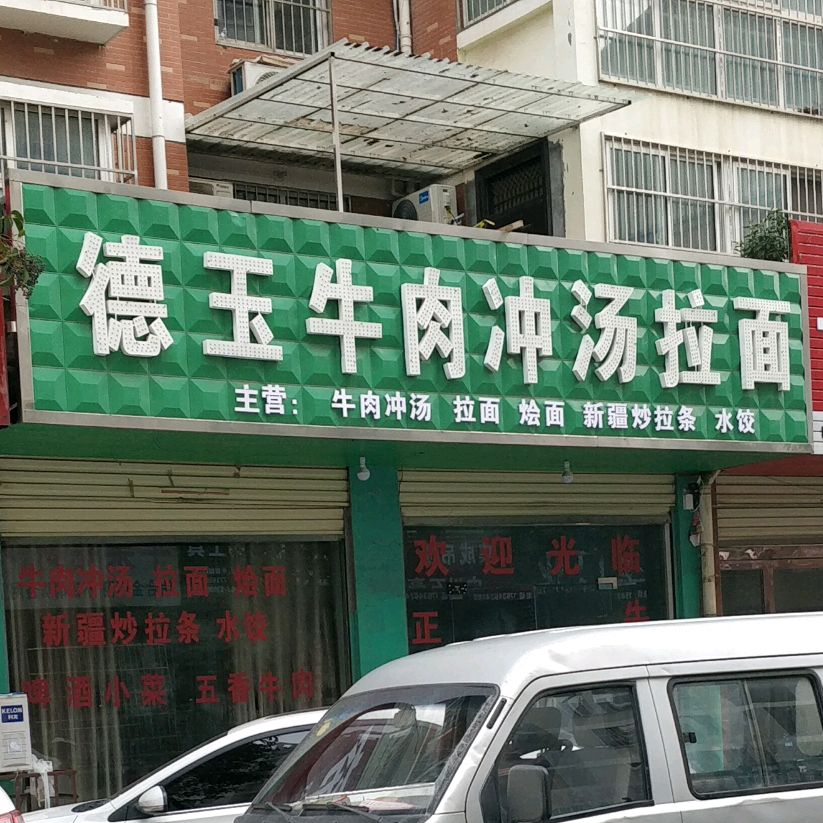 德玉牛肉冲汤拉面
主营： 牛肉冲汤 拉面 烩面 新疆炒拉条 水饺
牛肉冲汤 拉面 烩面
新疆炒拉条 水饺
啤酒小菜 五香牛肉
欢迎光临
正
牛
KELON